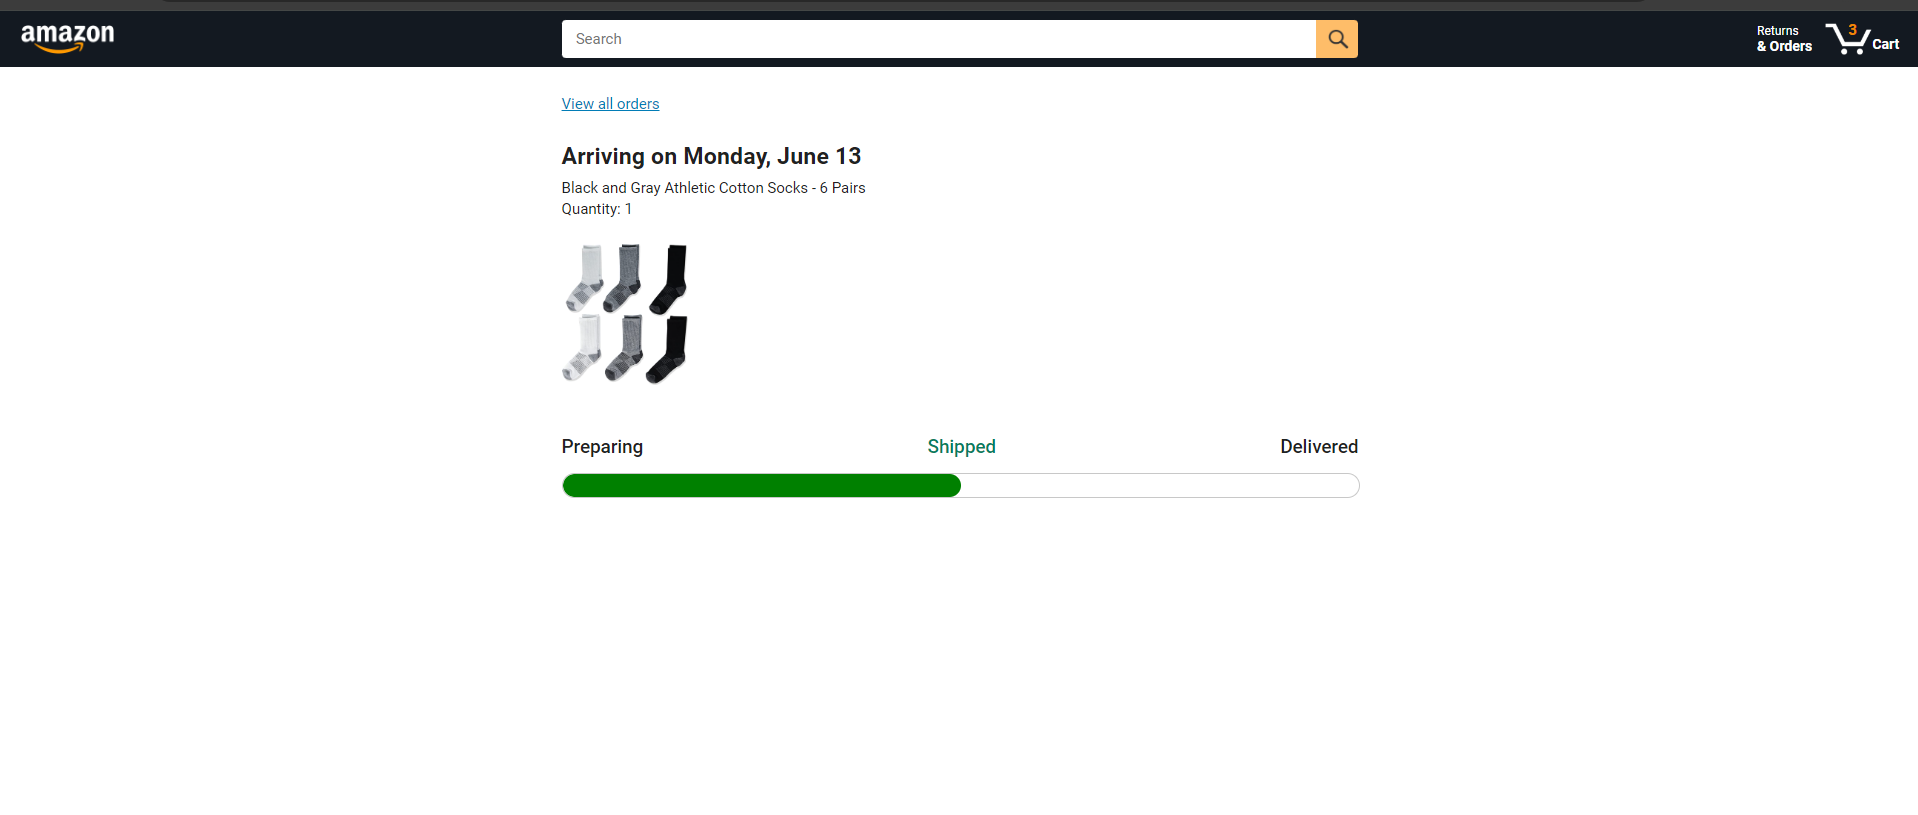 amazon
Search
Returns
& Orders
3
Cart
View all orders
Arriving on Monday, June 13
Black and Gray Athletic Cotton Socks - 6 Pairs
Quantity: 1
Preparing
Shipped
Delivered